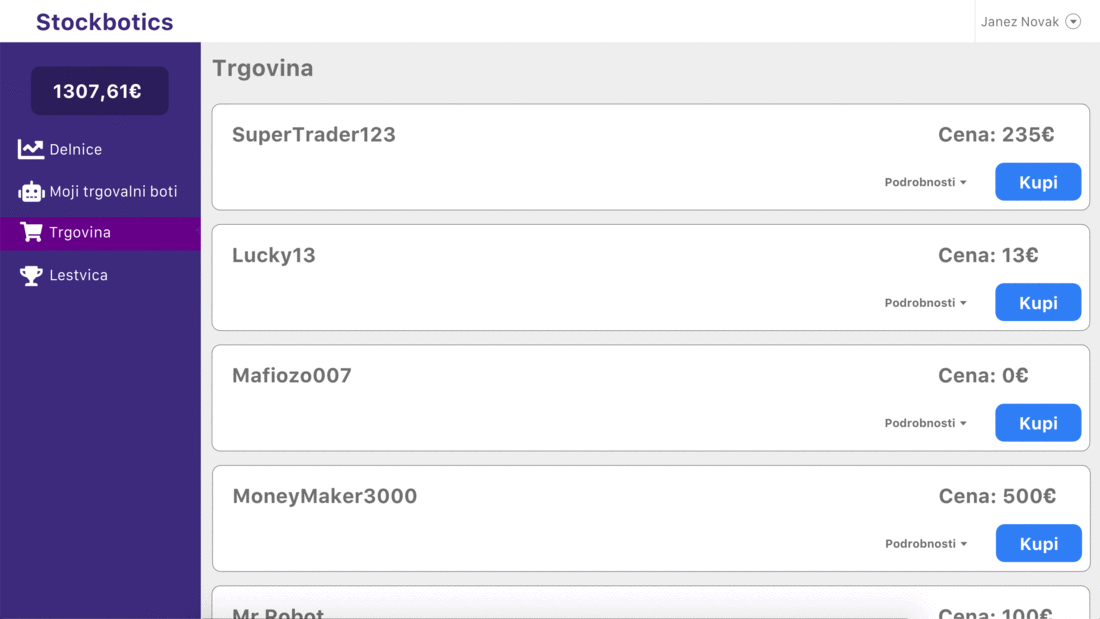 Stockbotics
Janez Novak
1307,61€
Delnice
Moji trgovalni boti
Trgovina
Lestvica
Trgovina
SuperTrader123
Cena: 235€
Podrobnosti
Kupi
Lucky13
Cena: 13€
Podrobnosti
Kupi
Mafiozo007
Cena: 0€
Podrobnosti
Kupi
MoneyMaker3000
Cena: 500€
Podrobnosti
Kupi
Mr Robot
Cena: 100€